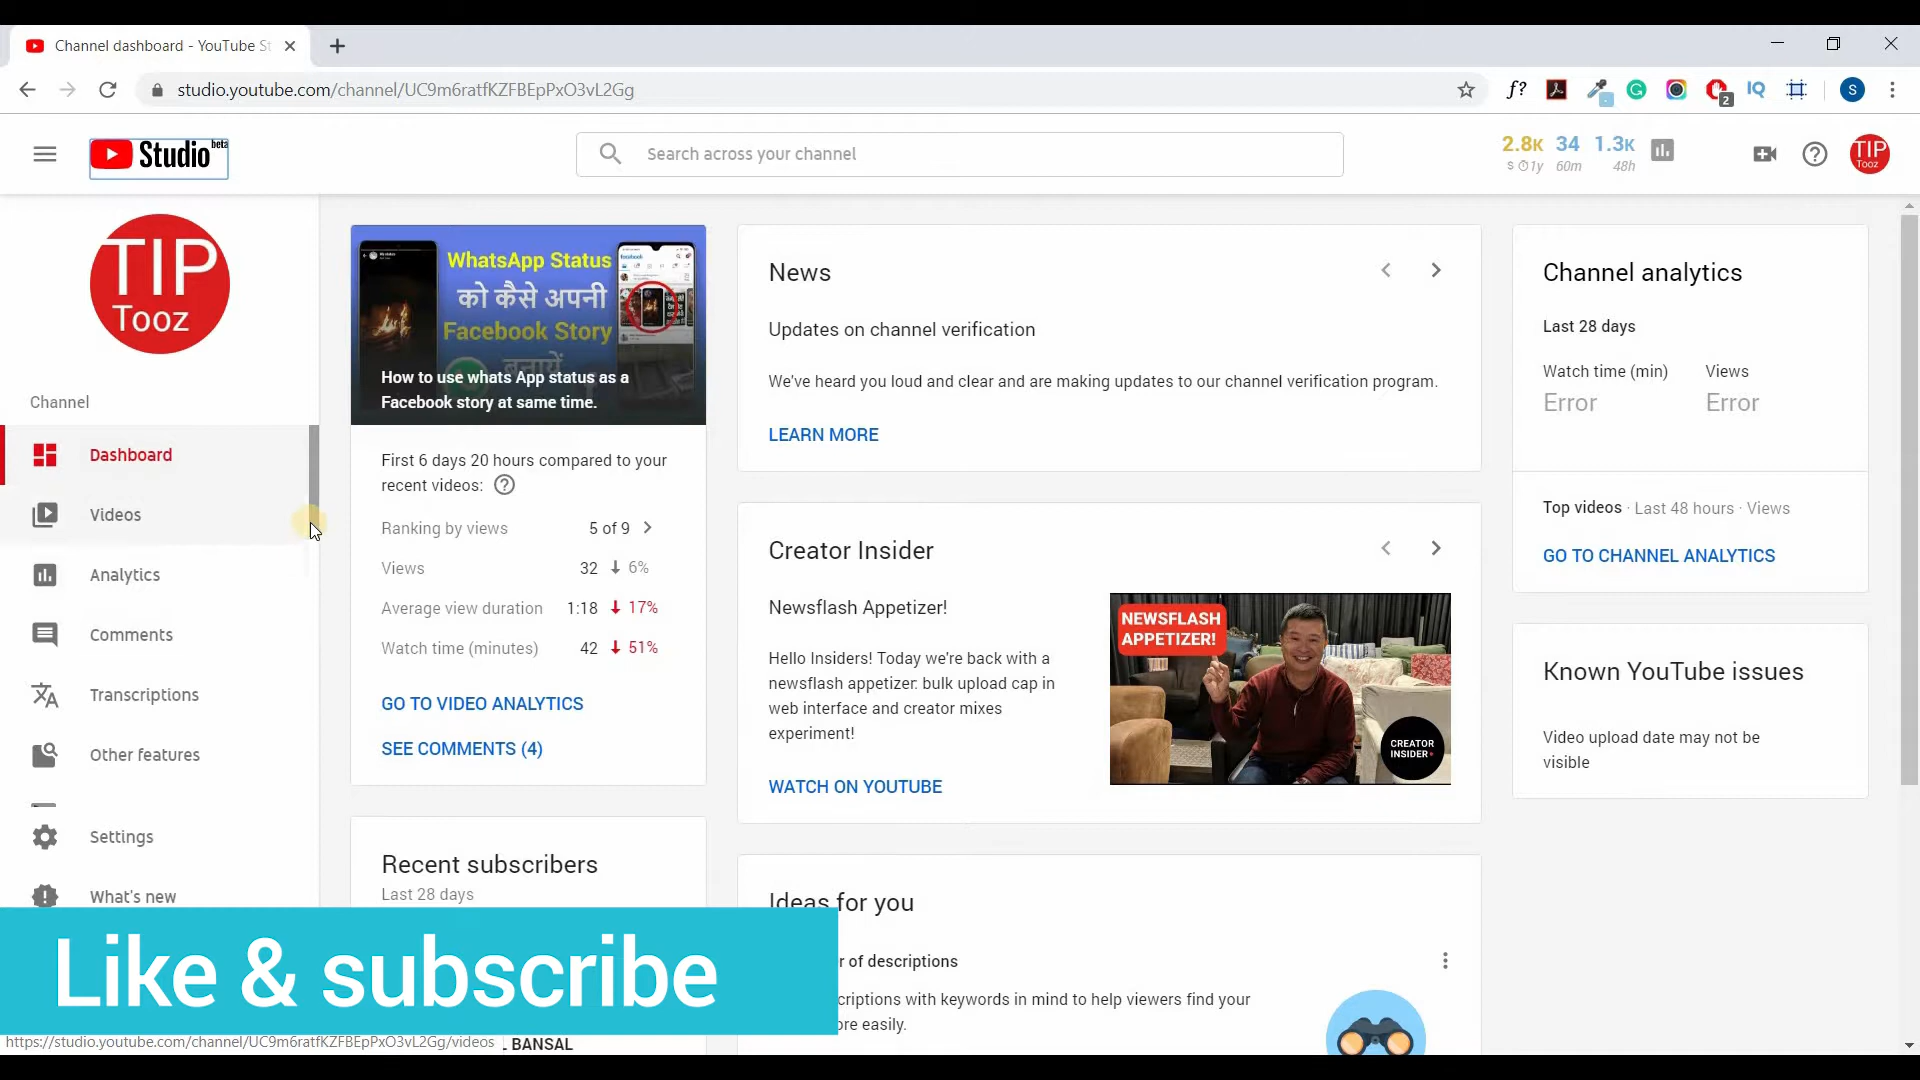 Channel dashboard - YouTube St
studio.youtube.com/channel/UC9m6ratfKZFBEpPxO3vL2Gg
f?
2
IQ
S
Studio beta
Search across your channel
2.8K 34 1.3K
S 1y 60m 48h
TIP
Tooz
TIP
Tooz
Channel
Dashboard
Videos
Analytics
Comments
Transcriptions
Other features
Settings
What's new
WhatsApp Status
को कैसे अपनी
Facebook Story
बनायें
facebook
How to use whats App status as a
Facebook story at same time.
First 6 days 20 hours compared to your
recent videos:
Ranking by views 5 of 9
Views 32 6%
Average view duration 1:18 17%
Watch time (minutes) 42 51%
GO TO VIDEO ANALYTICS
SEE COMMENTS (4)
Recent subscribers
Last 28 days
BANSAL
News
Updates on channel verification
We've heard you loud and clear and are making updates to our channel verification program.
LEARN MORE
Creator Insider
Newsflash Appetizer!
Hello Insiders! Today we're back with a
newsflash appetizer: bulk upload cap in
web interface and creator mixes
experiment!
WATCH ON YOUTUBE
NEWSFLASH
APPETIZER!
CREATOR
INSIDER
Ideas for you
r of descriptions
criptions with keywords in mind to help viewers find your
ore easily.
Channel analytics
Last 28 days
Watch time (min) Views
Error Error
Top videos · Last 48 hours · Views
GO TO CHANNEL ANALYTICS
Known YouTube issues
Video upload date may not be
visible
Like & subscribe
https://studio.youtube.com/channel/UC9m6ratfKZFBEpPxO3vL2Gg/videos